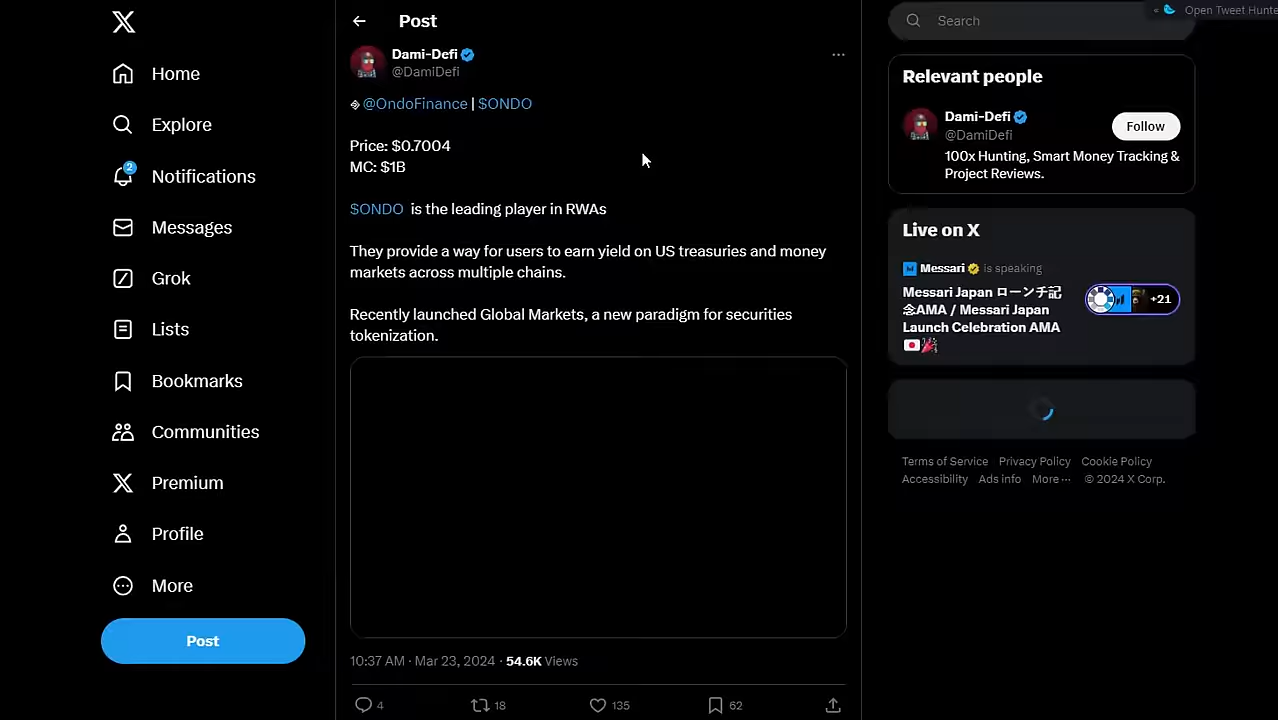 Home
Explore
2
Notifications
Messages
Grok
Lists
Bookmarks
Communities
Premium
Profile
More
Post
Post
Dami-Defi
@DamiDefi
@OndoFinance | $ONDO
Price: $0.7004
MC: $1B
$ONDO is the leading player in RWAs
They provide a way for users to earn yield on US treasuries and money
markets across multiple chains.
Recently launched Global Markets, a new paradigm for securities
tokenization.
10:37 AM · Mar 23, 2024 · 54.6K Views
4 18 135 62
« Open Tweet Hunte
Search
Relevant people
Dami-Defi
@DamiDefi
Follow
100x Hunting, Smart Money Tracking &
Project Reviews.
Live on X
Messari is speaking
Messari Japan ローンチ記
念AMA / Messari Japan
Launch Celebration AMA
🇯🇵🎉
+21
Terms of Service Privacy Policy Cookie Policy
Accessibility Ads info More ··· © 2024 X Corp.